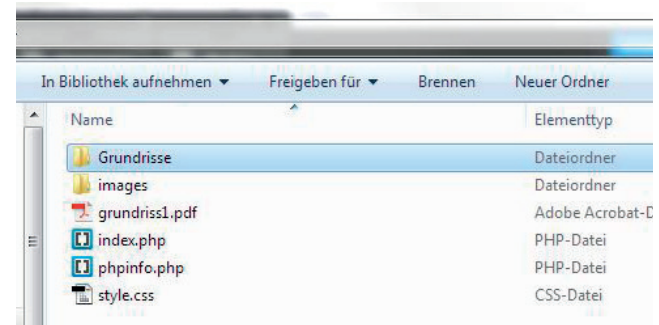 In Bibliothek aufnehmen Freigeben für Brennen Neuer Ordner
Name Elementtyp
Grundrisse Dateiordner
images Dateiordner
grundriss1.pdf Adobe Acrobat-D
index.php PHP-Datei
phpinfo.php PHP-Datei
style.css CSS-Datei